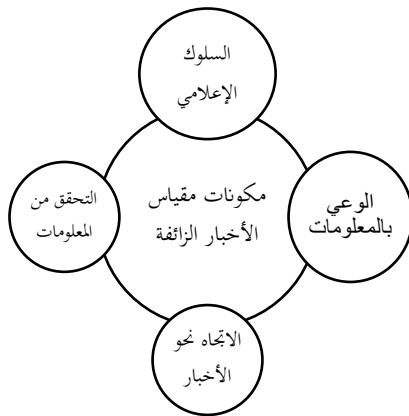 السلوك
الإعلامي
مكونات مقياس
الأخبار الزائفة
الوعي
بالمعلومات
التحقق من
المعلومات
الاتجاه نحو
الأخبار